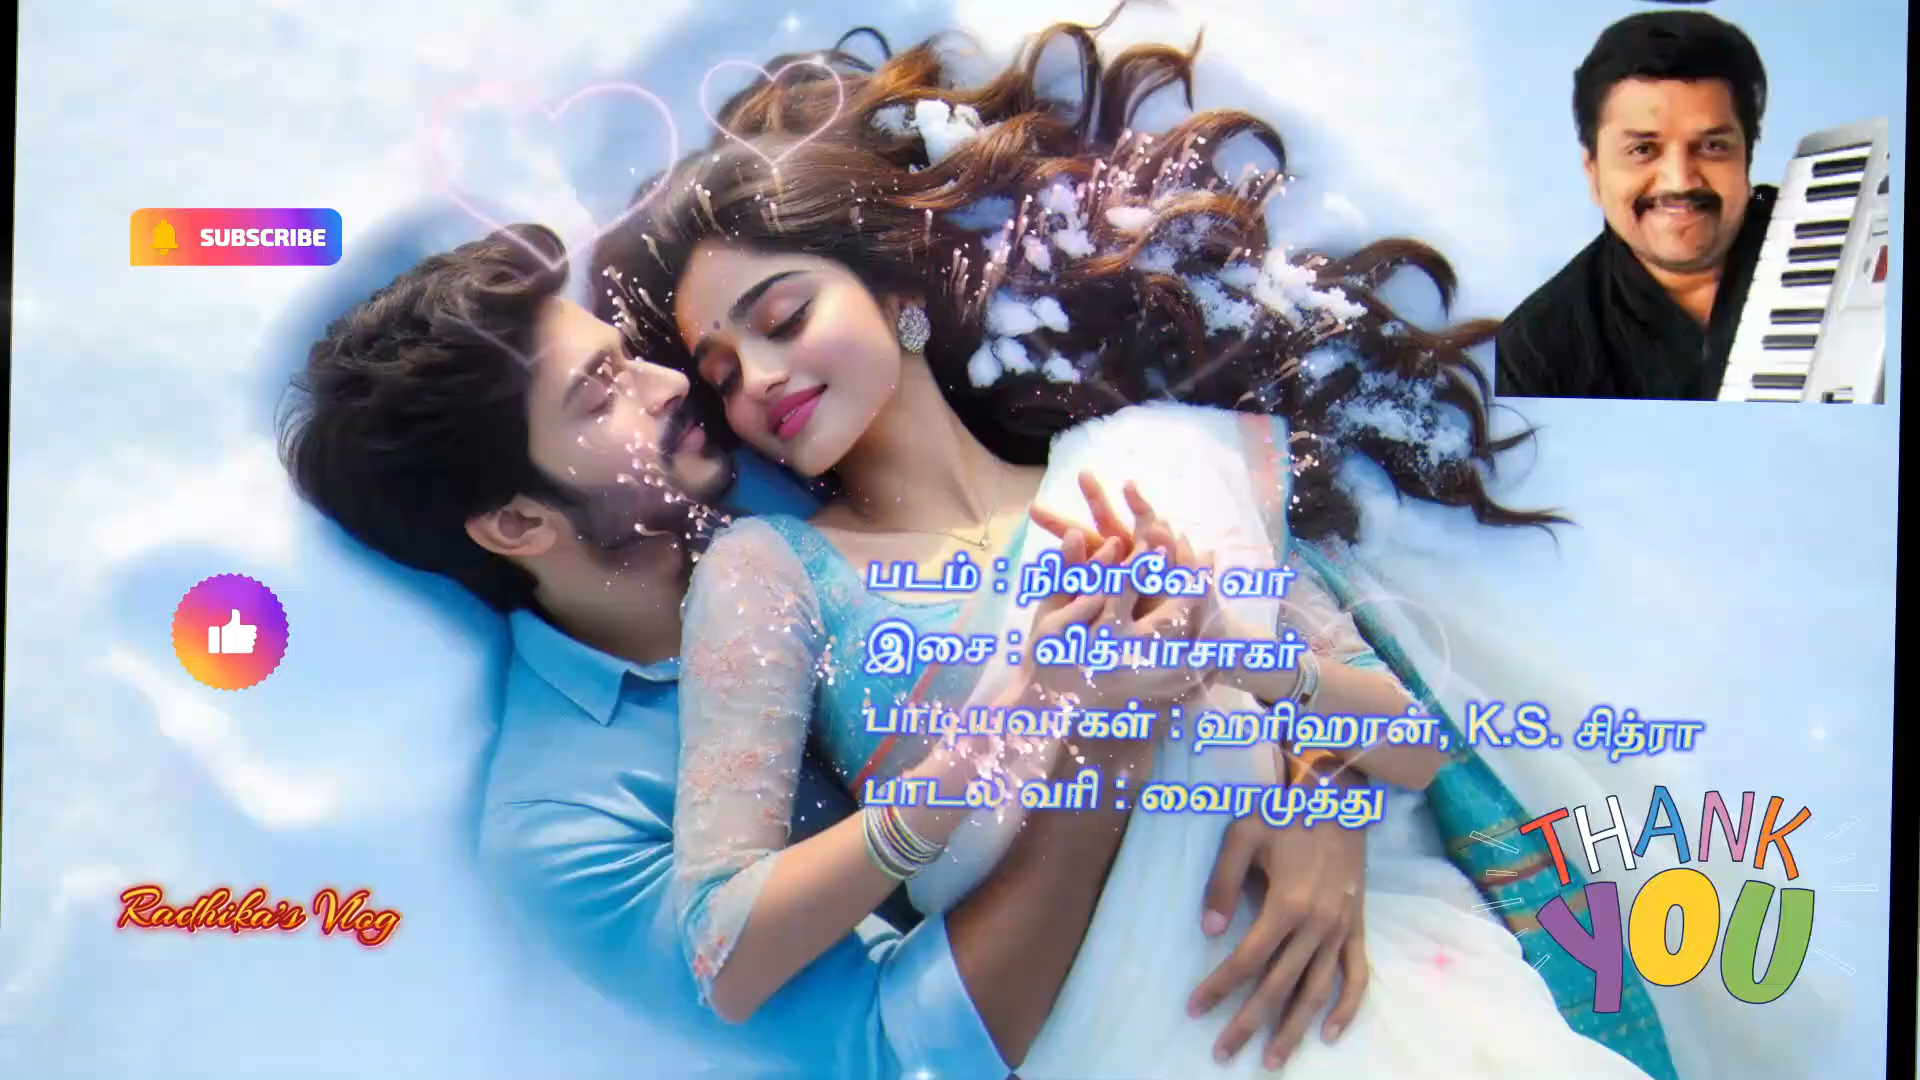 SUBSCRIBE
படம் : நிலாவே வா
இசை : வித்யாசாகர்
பாடியவர்கள் : ஹரிஹரன், K.S. சித்ரா
பாடல் வரி : வைரமுத்து
THANK
YOU
Radhika's Vlog